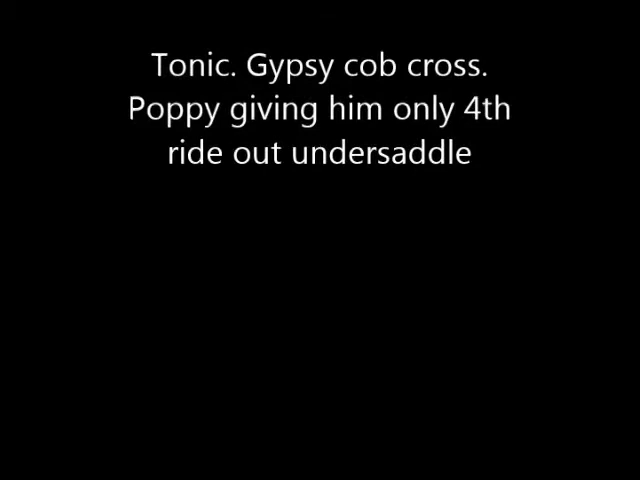 Tonic. Gypsy cob cross.
Poppy giving him only 4th
ride out undersaddle